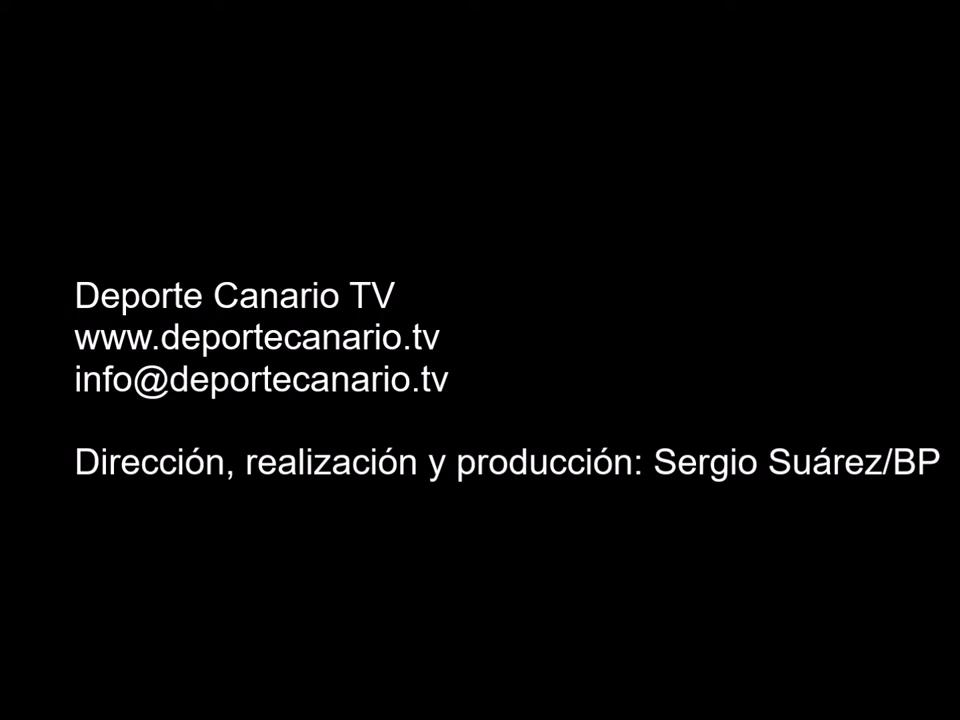 Deporte Canario TV
www.deportecanario.tv
info@deportecanario.tv
Dirección, realización y producción: Sergio Suárez/BP